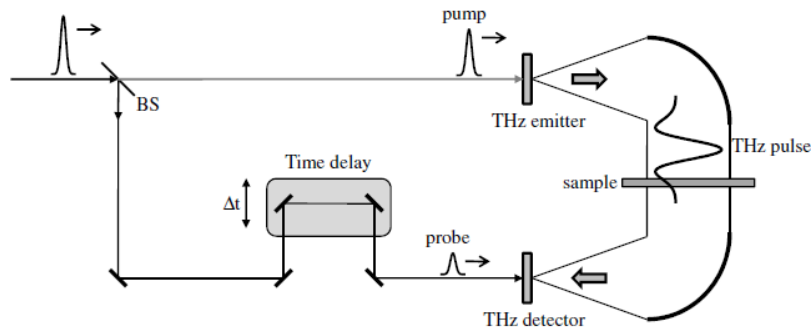 pump
BS
THz emitter
THz pulse
Time delay
sample
Δt
probe
THz detector